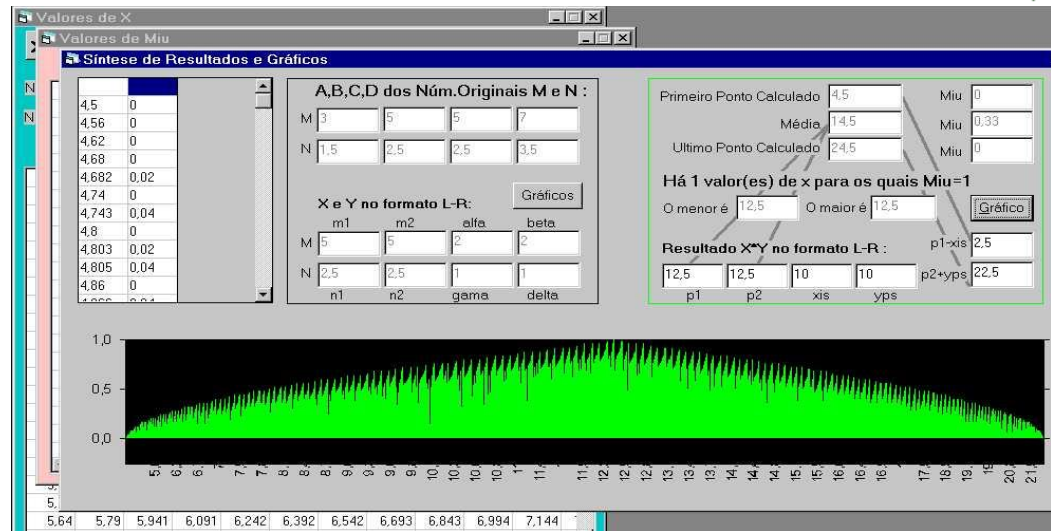 Valores de X
Valores de Miu
Síntese de Resultados e Gráficos
4,5 0
4,56 0
4,62 0
4,68 0
4,682 0,02
4,74 0
4,743 0,04
4,8 0
4,803 0,02
4,805 0,04
4,86 0
A,B,C,D dos Núm.Originais M e N :
M 3 5 5 7
N 1,5 2,5 2,5 3,5
Gráficos
X e Y no formato L-R:
m1 m2 alfa beta
M 5 5 2 2
N 2,5 2,5 1 1
n1 n2 gama delta
Primeiro Ponto Calculado 4,5 Miu 0
Média 14,5 Miu 0,33
Ultimo Ponto Calculado 24,5 Miu 0
Há 1 valor(es) de x para os quais Miu=1
O menor é 12,5 O maior é 12,5 Gráfico
Resultado X*Y no formato L-R :
p1-xis 2,5
12,5 12,5 10 10 p2+yps 22,5
p1 p2 xis yps
1,0
0,5
0,0
5,64 5,79 5,941 6,091 6,242 6,392 6,542 6,693 6,843 6,994 7,144